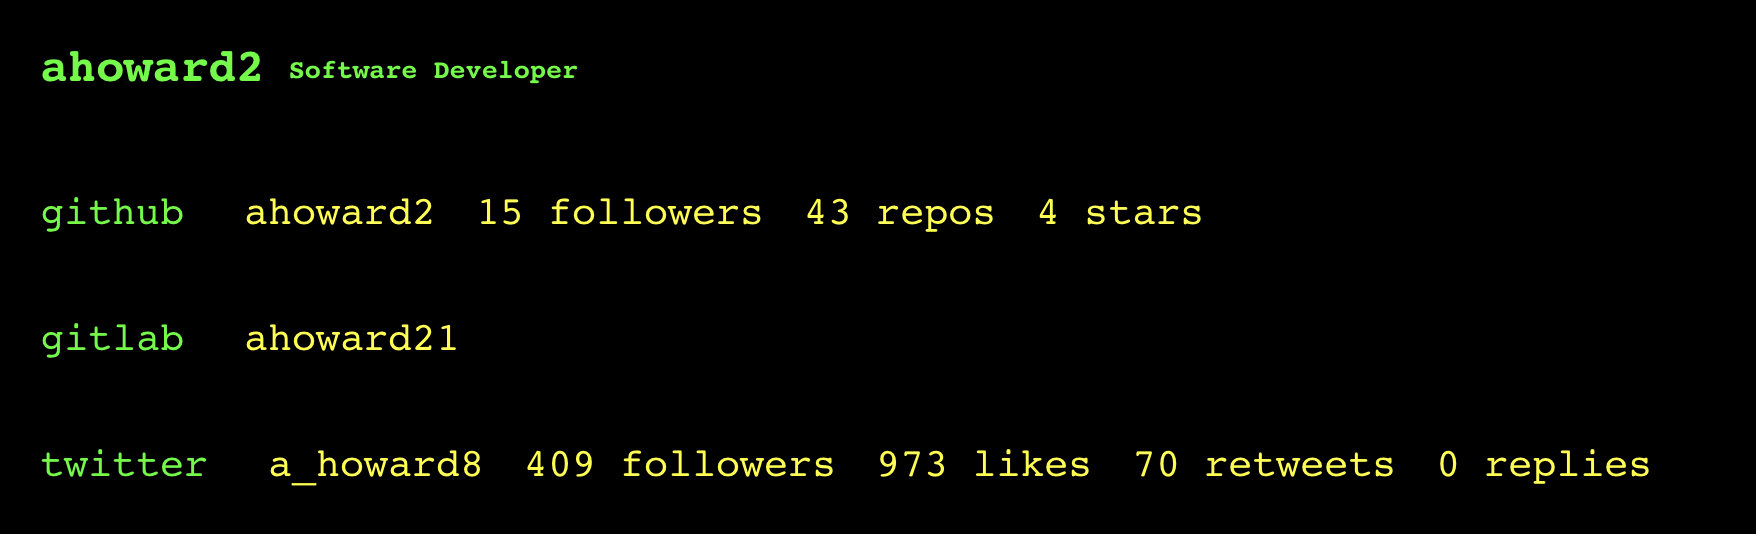 ahoward2 Software Developer
github ahoward2 15 followers 43 repos 4 stars
gitlab ahoward21
twitter a_howard8 409 followers 973 likes 70 retweets 0 replies